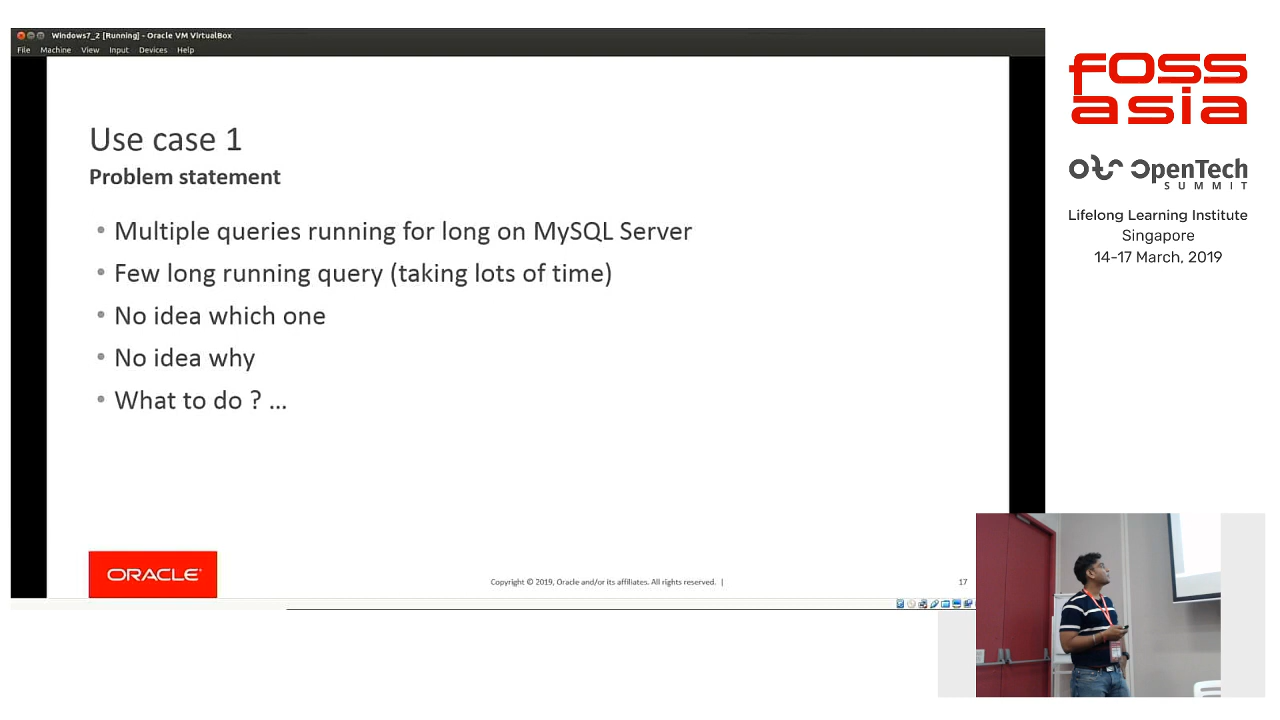 Windows7_2 [Running] - Oracle VM VirtualBox
File Machine View Input Devices Help
Use case 1
Problem statement
• Multiple queries running for long on MySQL Server
• Few long running query (taking lots of time)
• No idea which one
• No idea why
• What to do ? ...
ORACLE
Copyright © 2019, Oracle and/or its affiliates. All rights reserved. |
17
FOSS
asia
OpenTech
SUMMIT
Lifelong Learning Institute
Singapore
14-17 March, 2019